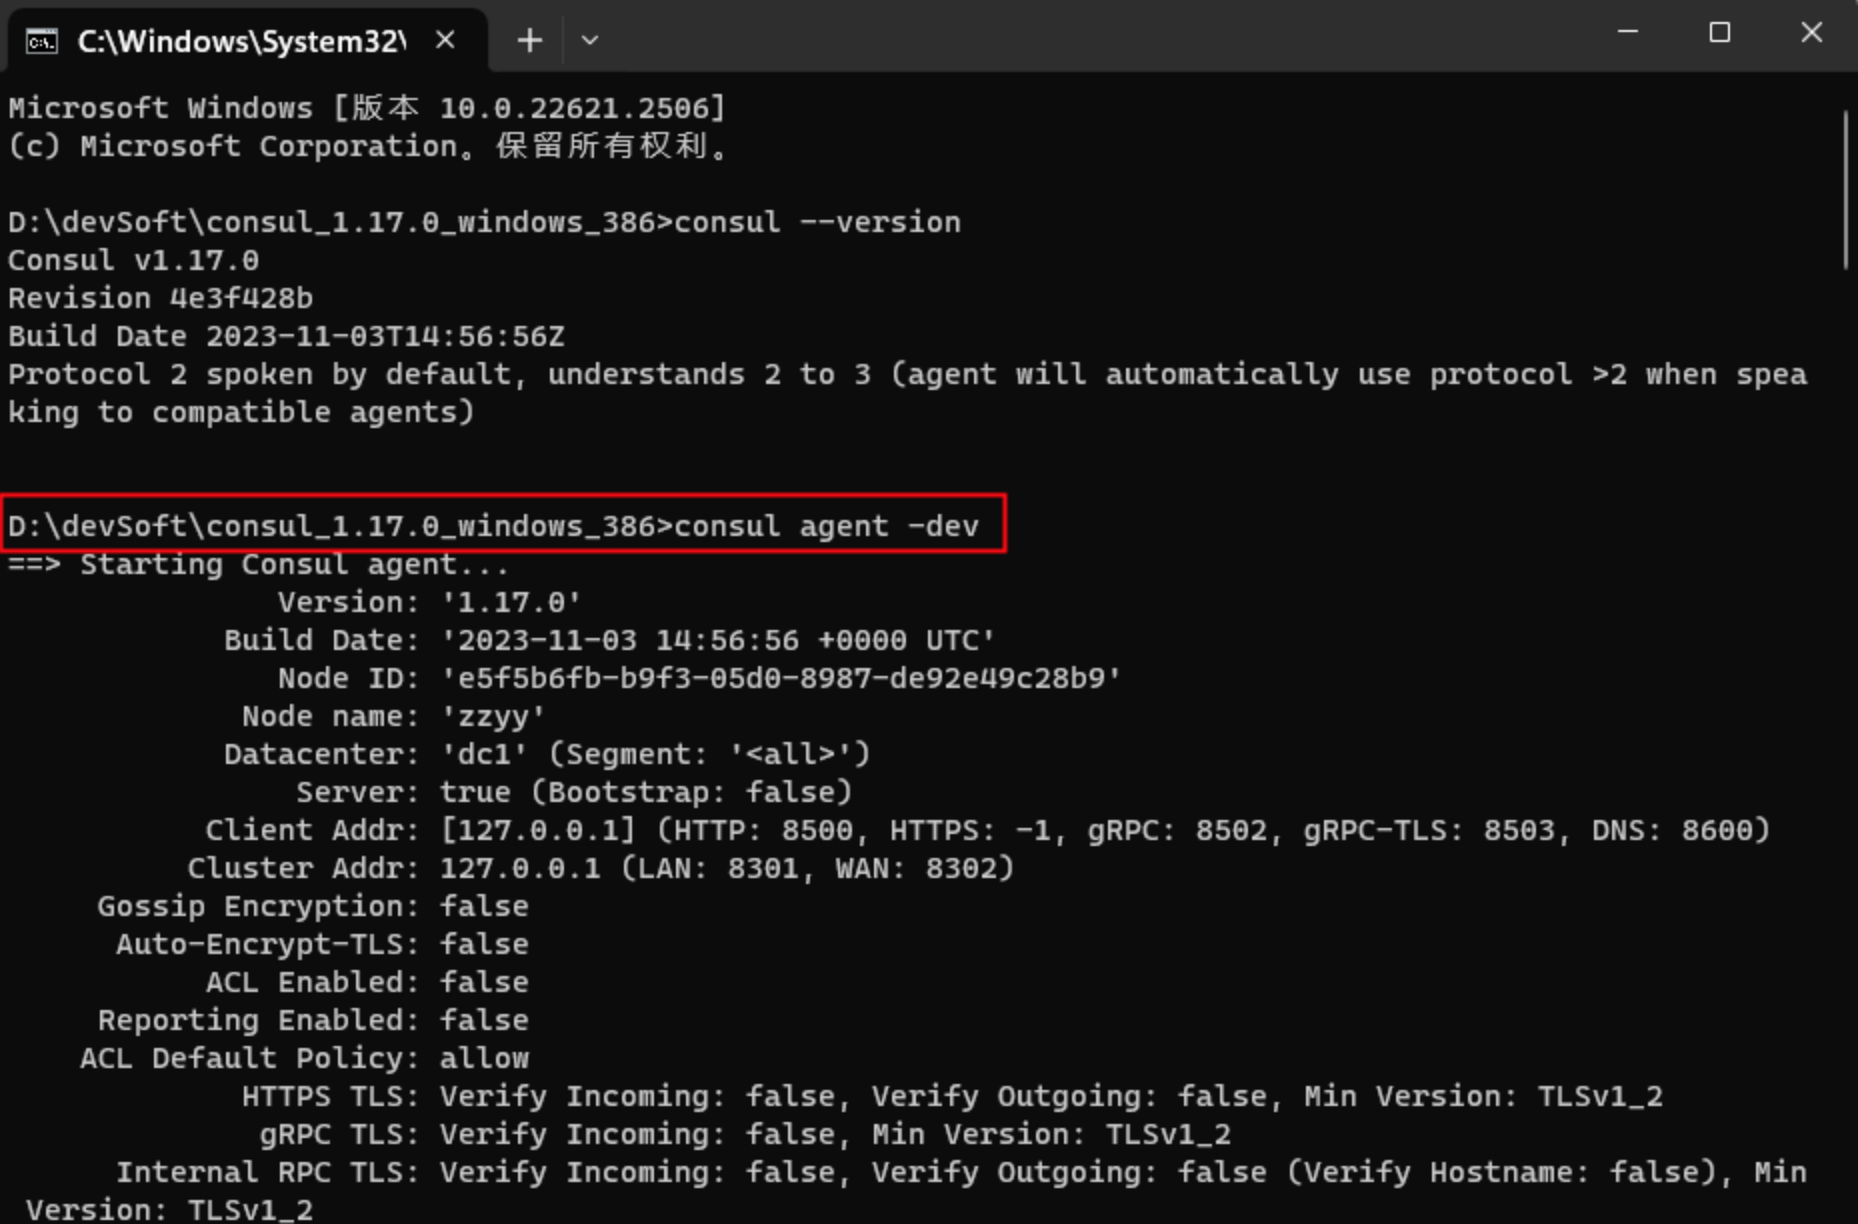 C:\Windows\System32\
Microsoft Windows [版本 10.0.22621.2506]
(c) Microsoft Corporation。保留所有权利。
D:\devSoft\consul_1.17.0_windows_386>consul --version
Consul v1.17.0
Revision 4e3f428b
Build Date 2023-11-03T14:56:56Z
Protocol 2 spoken by default, understands 2 to 3 (agent will automatically use protocol >2 when spea
king to compatible agents)
D:\devSoft\consul_1.17.0_windows_386>consul agent -dev
==> Starting Consul agent...
Version: '1.17.0'
Build Date: '2023-11-03 14:56:56 +0000 UTC'
Node ID: 'e5f5b6fb-b9f3-05d0-8987-de92e49c28b9'
Node name: 'zzyy'
Datacenter: 'dc1' (Segment: '<all>')
Server: true (Bootstrap: false)
Client Addr: [127.0.0.1] (HTTP: 8500, HTTPS: -1, gRPC: 8502, gRPC-TLS: 8503, DNS: 8600)
Cluster Addr: 127.0.0.1 (LAN: 8301, WAN: 8302)
Gossip Encryption: false
Auto-Encrypt-TLS: false
ACL Enabled: false
Reporting Enabled: false
ACL Default Policy: allow
HTTPS TLS: Verify Incoming: false, Verify Outgoing: false, Min Version: TLSv1_2
gRPC TLS: Verify Incoming: false, Min Version: TLSv1_2
Internal RPC TLS: Verify Incoming: false, Verify Outgoing: false (Verify Hostname: false), Min
Version: TLSv1_2